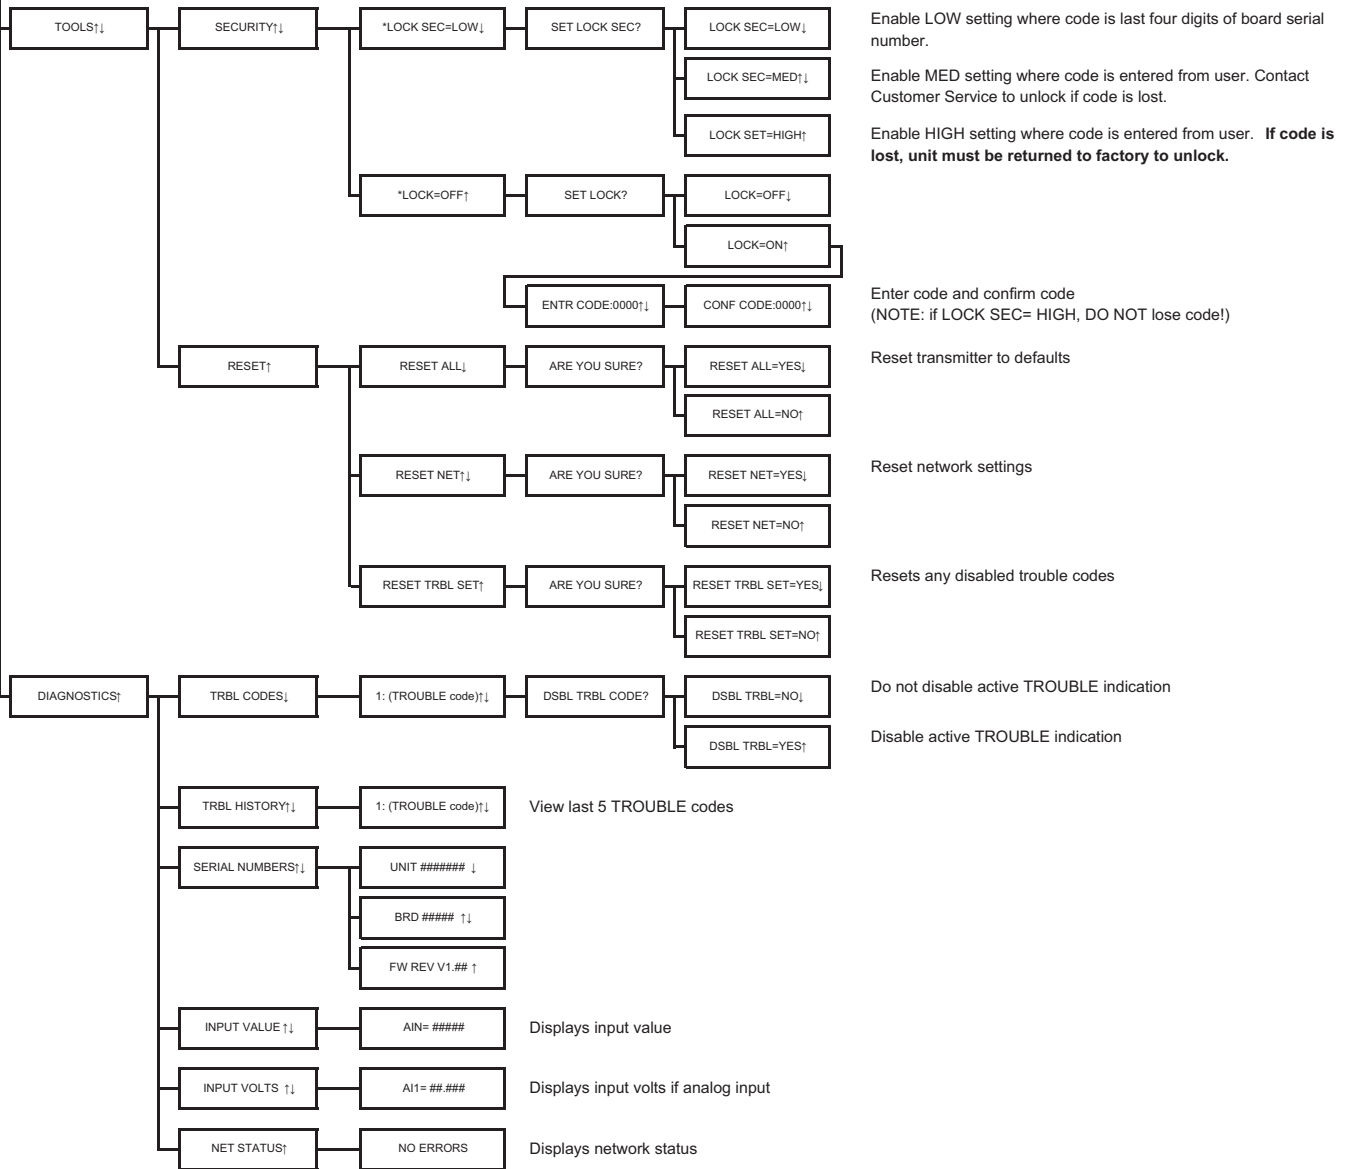 TOOLS↑↓
SECURITY↑↓
*LOCK SEC=LOW↓
SET LOCK SEC?
LOCK SEC=LOW↓
Enable LOW setting where code is last four digits of board serial
number.
LOCK SEC=MED↑↓
Enable MED setting where code is entered from user. Contact
Customer Service to unlock if code is lost.
LOCK SET=HIGH↑
Enable HIGH setting where code is entered from user. If code is
lost, unit must be returned to factory to unlock.
*LOCK=OFF↑
SET LOCK?
LOCK=OFF↓
LOCK=ON↑
ENTR CODE:0000↑↓
CONF CODE:0000↑↓
Enter code and confirm code
(NOTE: if LOCK SEC= HIGH, DO NOT lose code!)
RESET↑
RESET ALL↓
ARE YOU SURE?
RESET ALL=YES↓
Reset transmitter to defaults
RESET ALL=NO↑
RESET NET↑↓
ARE YOU SURE?
RESET NET=YES↓
Reset network settings
RESET NET=NO↑
RESET TRBL SET↑
ARE YOU SURE?
RESET TRBL SET=YES↓
Resets any disabled trouble codes
RESET TRBL SET=NO↑
DIAGNOSTICS↑
TRBL CODES↓
1: (TROUBLE code)↑↓
DSBL TRBL CODE?
DSBL TRBL=NO↓
Do not disable active TROUBLE indication
DSBL TRBL=YES↑
Disable active TROUBLE indication
TRBL HISTORY↑↓
1: (TROUBLE code)↑↓
View last 5 TROUBLE codes
SERIAL NUMBERS↑↓
UNIT ####### ↓
BRD ##### ↑↓
FW REV V1.## ↑
INPUT VALUE ↑↓
AIN= #####
Displays input value
INPUT VOLTS ↑↓
AI1= ##.###
Displays input volts if analog input
NET STATUS↑
NO ERRORS
Displays network status